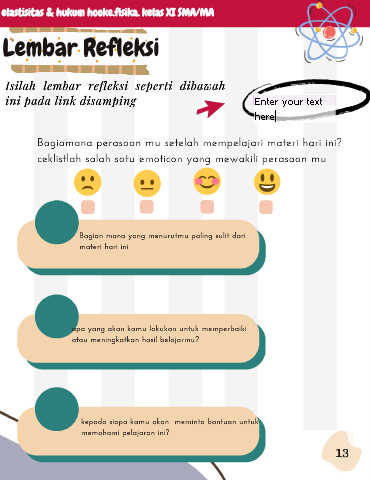 elastisitas & hukum hooke.fisika. kelas XI SMA/MA
Lembar Refleksi
Isilah lembar refleksi seperti dibawah
ini pada link disamping
Enter your text
here
Bagiamana perasaan mu setelah mempelajari materi hari ini?
ceklistlah salah satu emoticon yang mewakili perasaan mu
Bagian mana yang menurutmu paling sulit dari
materi hari ini
apa yang akan kamu lakukan untuk memperbaiki
atau meningkatkan hasil belajarmu?
kepada siapa kamu akan meminta bantuan untuk
memahami pelajaran ini?
13